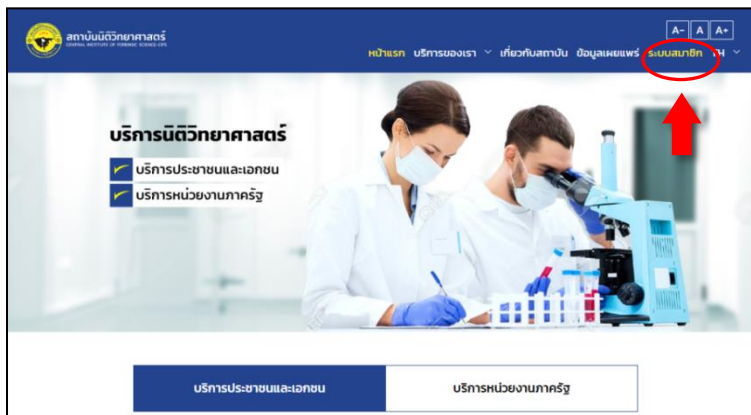 สถาบันนิติวิทยาศาสตร์
CENTRAL INSTITUTE OF FORENSIC SCIENCE-CIFS
A- A A+
หน้าแรก บริการของเรา เกี่ยวกับสถาบัน ข้อมูลเผยแพร่ ระบบสมาชิก TH
บริการนิติวิทยาศาสตร์
บริการประชาชนและเอกชน
บริการหน่วยงานภาครัฐ
บริการประชาชนและเอกชน บริการหน่วยงานภาครัฐ